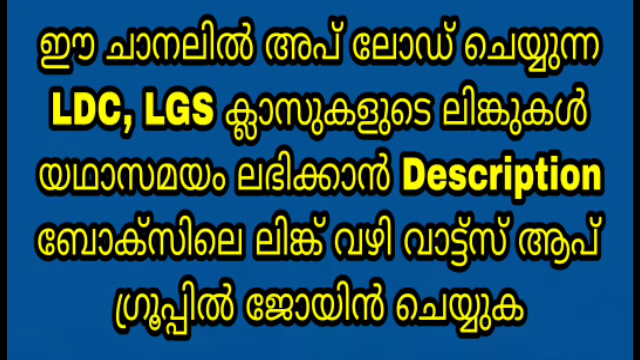 ഈ ചാനലിൽ അപ് ലോഡ് ചെയ്യുന്ന
LDC, LGS ക്ലാസുകളുടെ ലിങ്കുകൾ
യഥാസമയം ലഭിക്കാൻ Description
ബോക്സിലെ ലിങ്ക് വഴി വാട്ട്സ് ആപ്
ഗ്രൂപ്പിൽ ജോയിൻ ചെയ്യുക